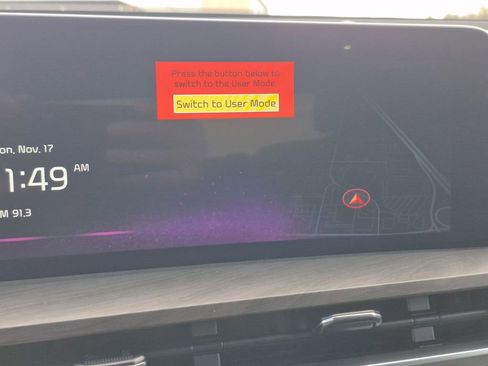 Press the button below to
switch to the User Mode.
Switch to User Mode
on, Nov. 17
1:49 AM
M 91.3